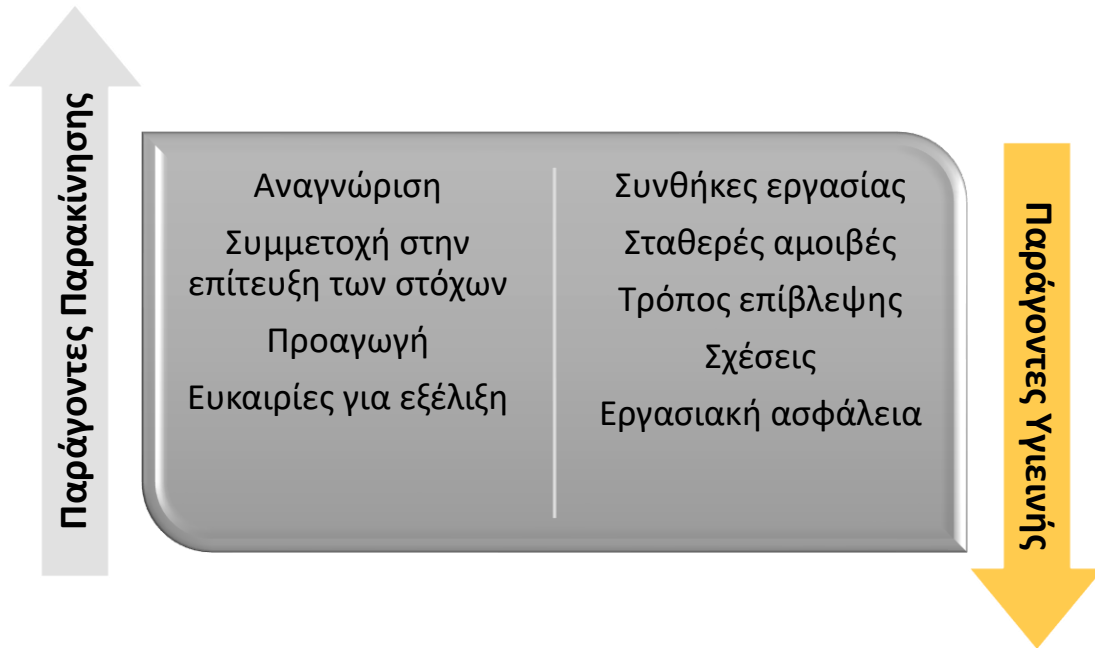 Παράγοντες Παρακίνησης
Αναγνώριση
Συμμετοχή στην
επίτευξη των στόχων
Προαγωγή
Ευκαιρίες για εξέλιξη
Συνθήκες εργασίας
Σταθερές αμοιβές
Τρόπος επίβλεψης
Σχέσεις
Εργασιακή ασφάλεια
Παράγοντες Υγιεινής